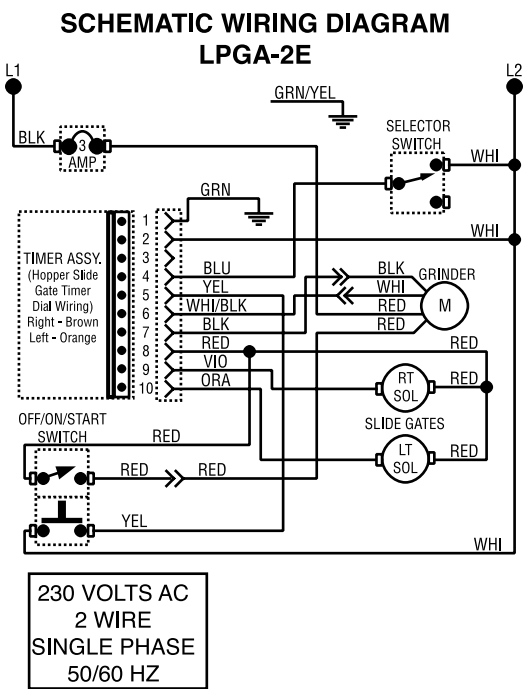 SCHEMATIC WIRING DIAGRAM
LPGA-2E
L1
L2
GRN/YEL
BLK
3
AMP
SELECTOR
SWITCH
WHI
GRN
WHI
TIMER ASSY.
(Hopper Slide
Gate Timer
Dial Wiring)
Right - Brown
Left - Orange
1
2
3
4
5
6
7
8
9
10
BLU
YEL
WHI/BLK
BLK
RED
VIO
ORA
BLK
WHI
RED
RED
GRINDER
M
RED
RT
SOL
RED
SLIDE GATES
LT
SOL
RED
OFF/ON/START
SWITCH
RED
RED
RED
YEL
WHI
230 VOLTS AC
2 WIRE
SINGLE PHASE
50/60 HZ